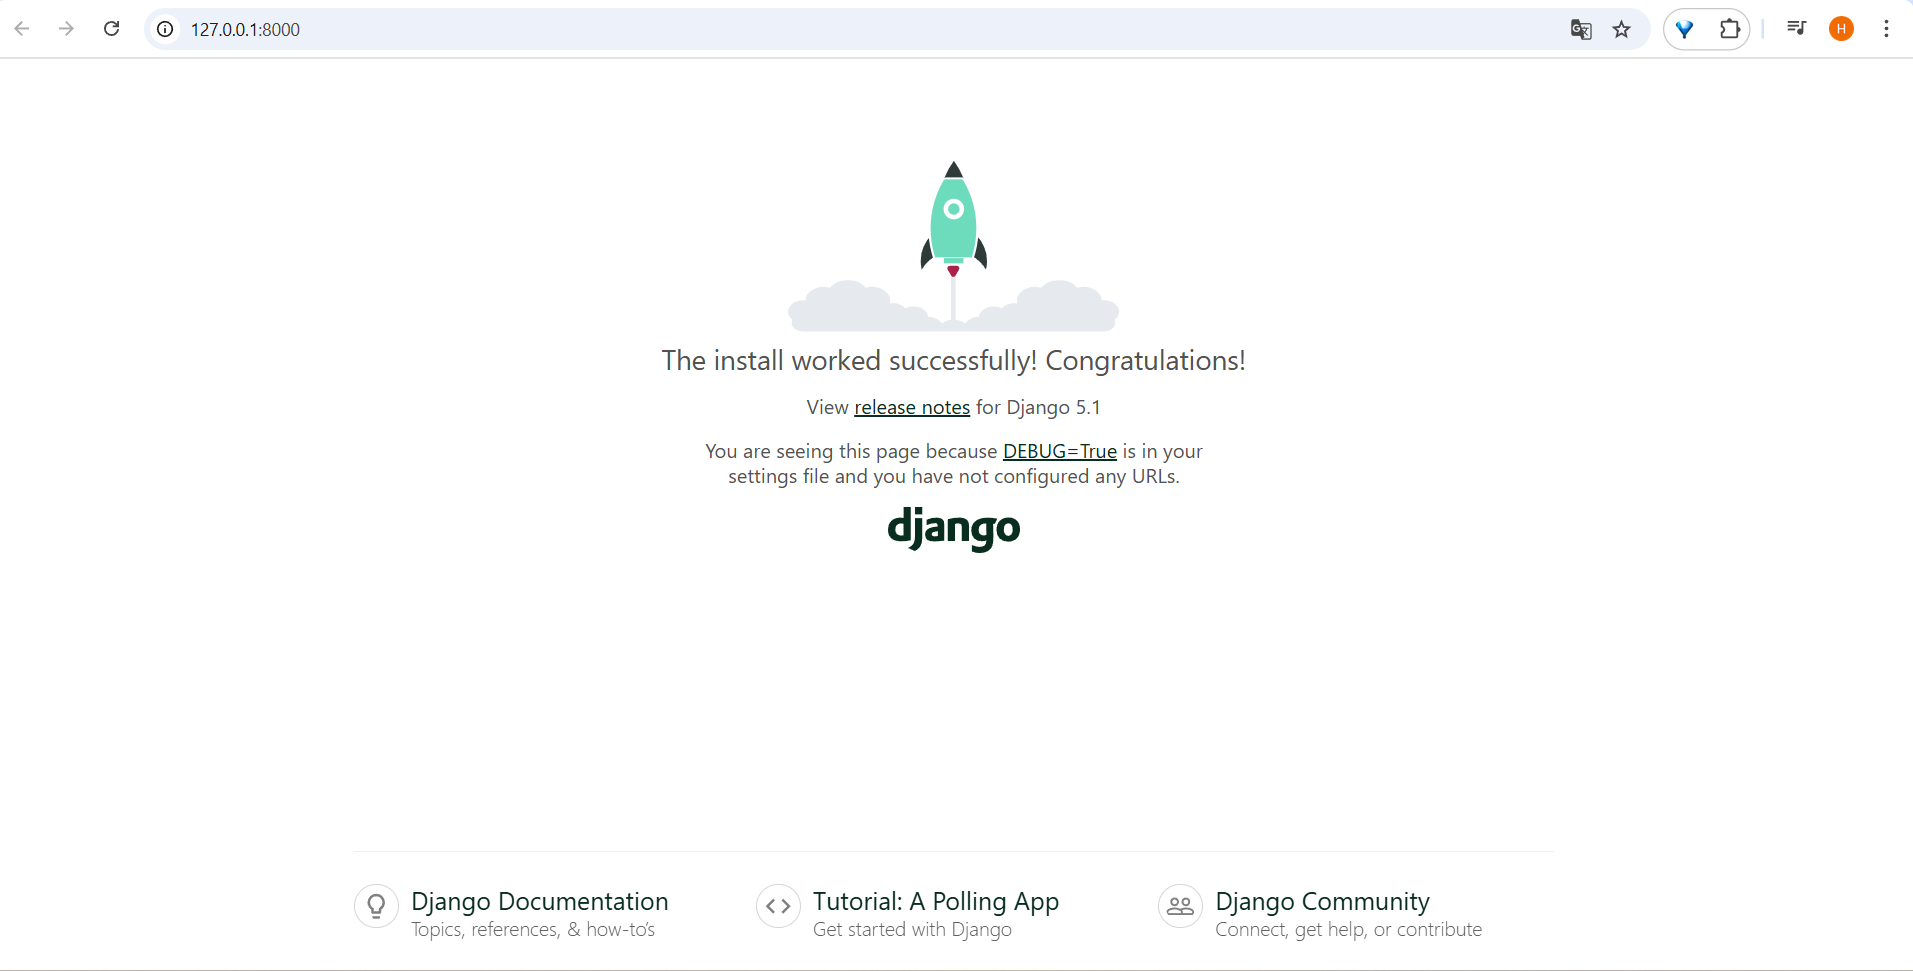 127.0.0.1:8000
H
The install worked successfully! Congratulations!
View release notes for Django 5.1
You are seeing this page because DEBUG=True is in your
settings file and you have not configured any URLs.
django
Django Documentation
Topics, references, & how-to’s
Tutorial: A Polling App
Get started with Django
Django Community
Connect, get help, or contribute